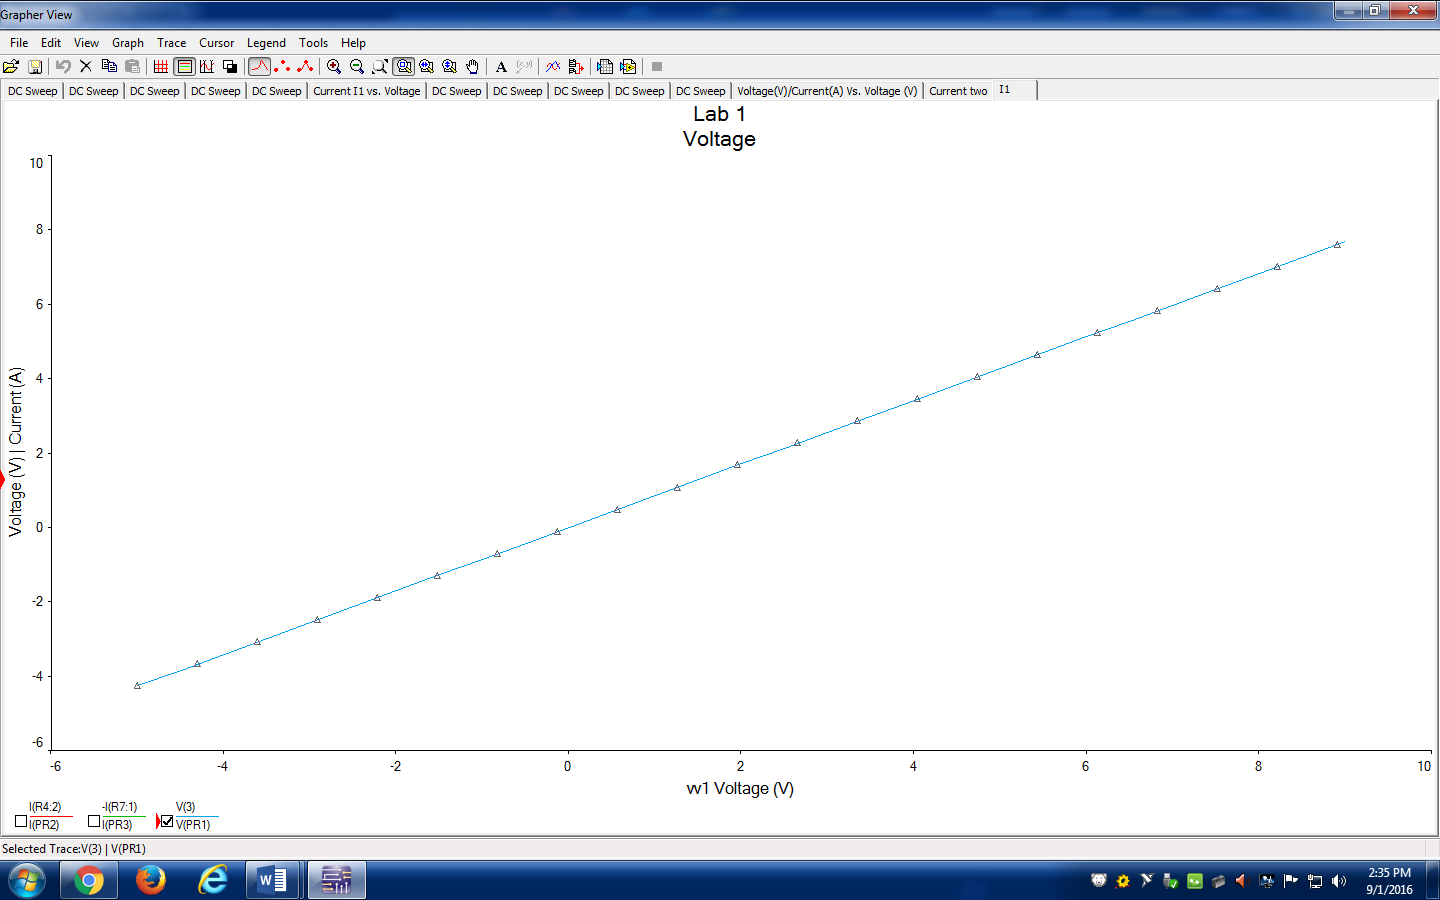 Grapher View
File Edit View Graph Trace Cursor Legend Tools Help
A
DC Sweep DC Sweep DC Sweep DC Sweep DC Sweep Current I1 vs. Voltage DC Sweep DC Sweep DC Sweep DC Sweep DC Sweep Voltage(V)/Current(A) Vs. Voltage (V) Current two I1
Lab 1
Voltage
10
8
6
4
2
0
-2
-4
-6
Voltage (V) | Current (A)
-6 -4 -2 0 2 4 6 8 10
vv1 Voltage (V)
I(R4:2) -I(R7:1) V(3)
I(PR2) I(PR3) V(PR1)
Selected Trace:V(3) | V(PR1)
2:35 PM
9/1/2016